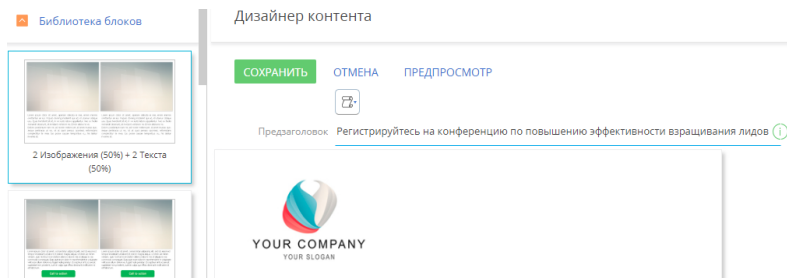 Библиотека блоков
Дизайнер контента
СОХРАНИТЬ ОТМЕНА ПРЕДПРОСМОТР
Предзаголовок Регистрируйтесь на конференцию по повышению эффективности взращивания лидов
2 Изображения (50%) + 2 Текста
(50%)
YOUR COMPANY
YOUR SLOGAN